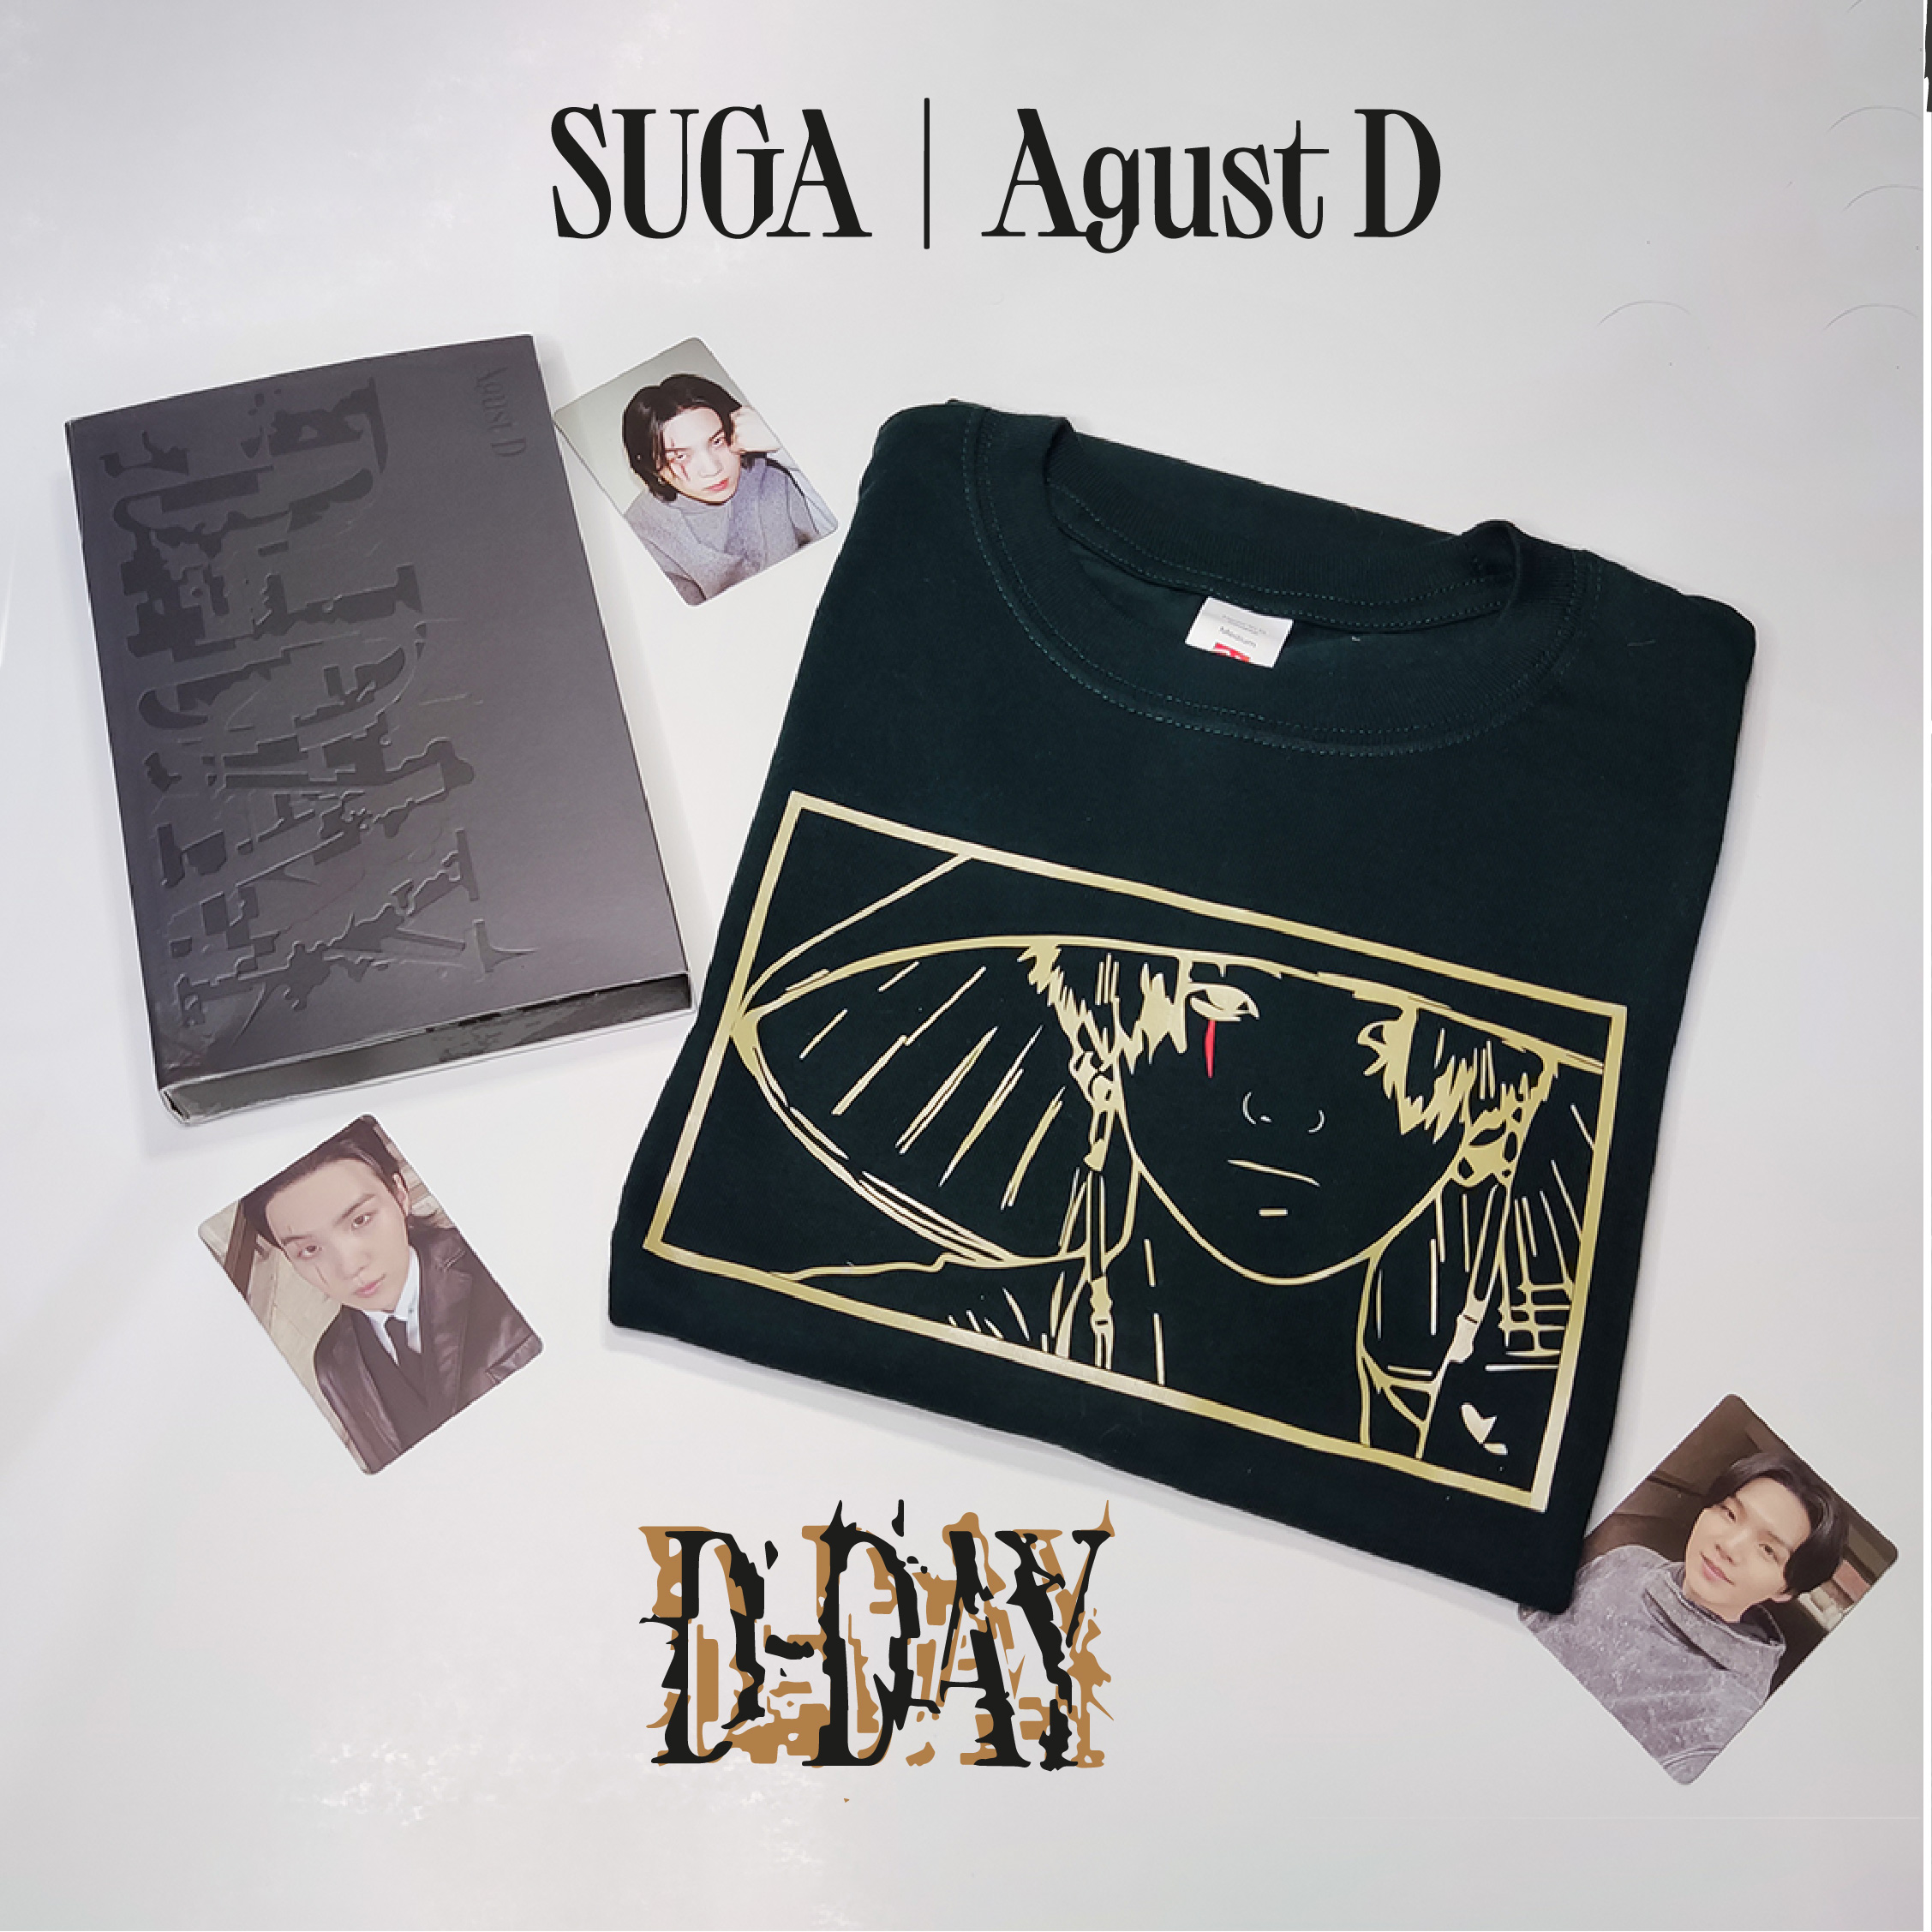 SUGA | Agust D
Agust D
D-DAY
Medium
D-DAY